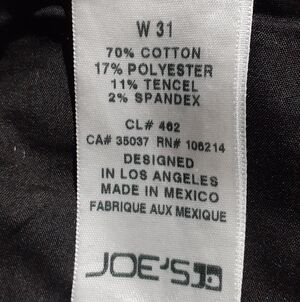 W 31
70% COTTON
17% POLYESTER
11% TENCEL
2% SPANDEX
CL# 462
CA# 35037 RN# 106214
DESIGNED
IN LOS ANGELES
MADE IN MEXICO
FABRIQUE AUX MEXIQUE
JOE'S